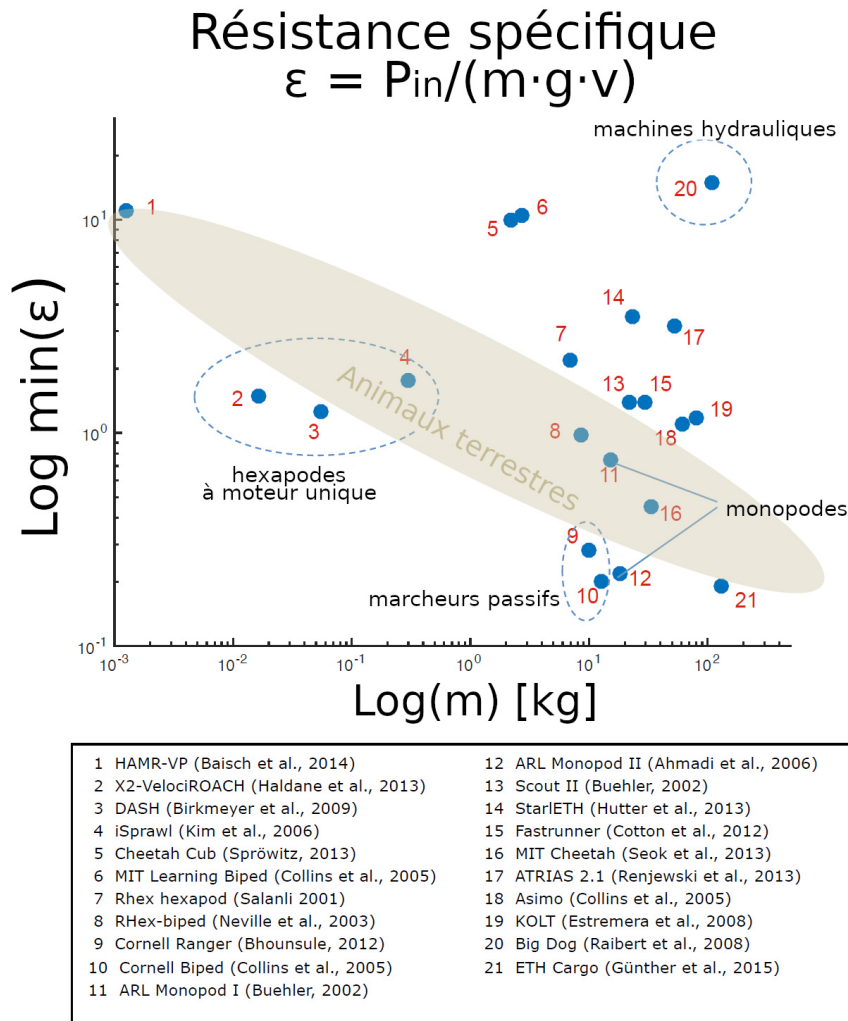 Résistance spécifique
ε = Pin/(m·g·v)
machines hydrauliques
20
1
6
5
10¹
14
17
7
4
13
15
19
18
2
3
8
10⁰
hexapodes
à moteur unique
Animaux terrestres
11
16
monopodes
9
12
10
21
marcheurs passifs
10⁻¹
10⁻³
10⁻²
10⁻¹
10⁰
10¹
10²
Log min(ε)
Log(m) [kg]
1 HAMR-VP (Baisch et al., 2014)
2 X2-VelociROACH (Haldane et al., 2013)
3 DASH (Birkmeyer et al., 2009)
4 iSprawl (Kim et al., 2006)
5 Cheetah Cub (Spröwitz, 2013)
6 MIT Learning Biped (Collins et al., 2005)
7 Rhex hexapod (Salanli 2001)
8 RHex-biped (Neville et al., 2003)
9 Cornell Ranger (Bhounsule, 2012)
10 Cornell Biped (Collins et al., 2005)
11 ARL Monopod I (Buehler, 2002)
12 ARL Monopod II (Ahmadi et al., 2006)
13 Scout II (Buehler, 2002)
14 StarlETH (Hutter et al., 2013)
15 Fastrunner (Cotton et al., 2012)
16 MIT Cheetah (Seok et al., 2013)
17 ATRIAS 2.1 (Renjewski et al., 2013)
18 Asimo (Collins et al., 2005)
19 KOLT (Estremera et al., 2008)
20 Big Dog (Raibert et al., 2008)
21 ETH Cargo (Günther et al., 2015)